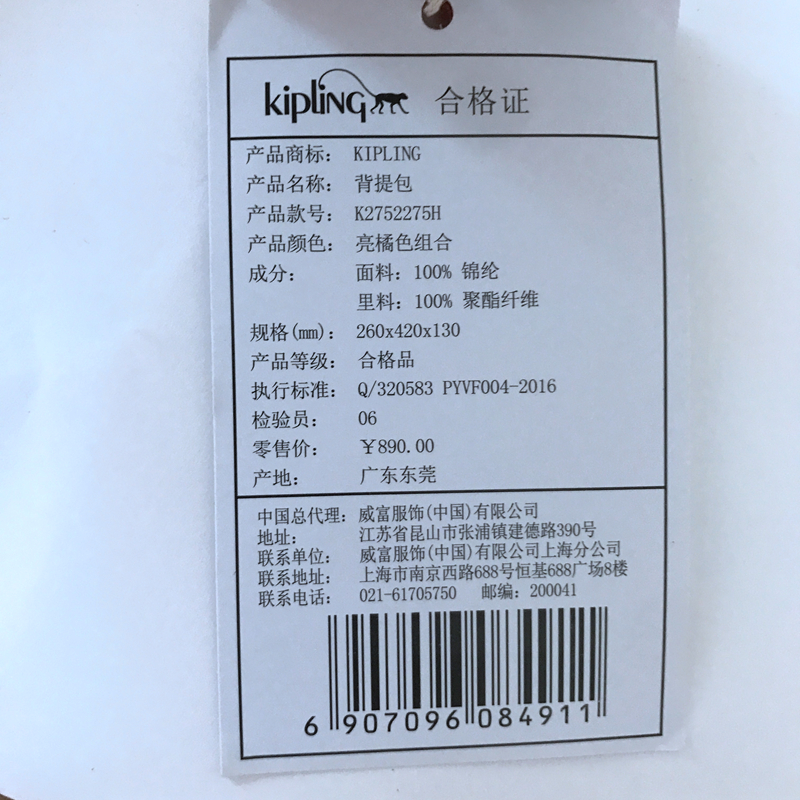 kipling 合格证
产品商标： KIPLING
产品名称： 背提包
产品款号： K2752275H
产品颜色： 亮橘色组合
成分： 面料：100% 锦纶
里料：100% 聚酯纤维
规格(mm)： 260x420x130
产品等级： 合格品
执行标准： Q/320583 PYVF004-2016
检验员： 06
零售价： ￥890.00
产地： 广东东莞
中国总代理：威富服饰(中国)有限公司
地址： 江苏省昆山市张浦镇建德路390号
联系单位： 威富服饰(中国)有限公司上海分公司
联系地址： 上海市南京西路688号恒基688广场8楼
联系电话： 021-61705750 邮编：200041
6 907096 084911